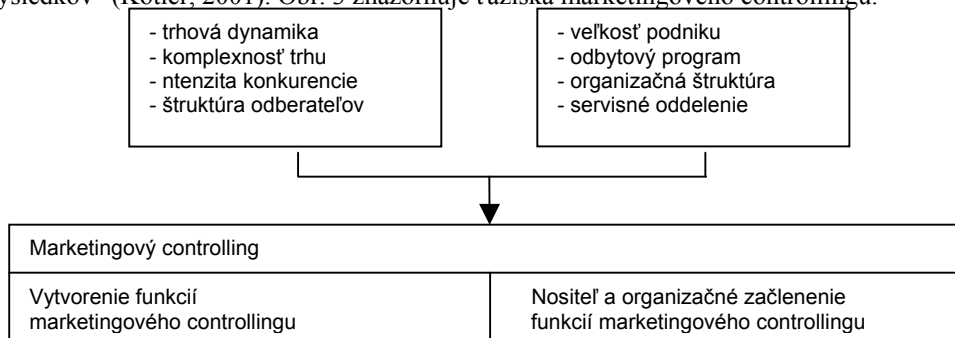 (Kotler, 2001). Obr. 3 znázorňuje ťažiská marketingového controllingu.
- trhová dynamika
- komplexnosť trhu
- ntenzita konkurencie
- štruktúra odberateľov
- veľkosť podniku
- odbytový program
- organizačná štruktúra
- servisné oddelenie
Marketingový controlling
Vytvorenie funkcií
marketingového controllingu
Nositeľ a organizačné začlenenie
funkcií marketingového controllingu